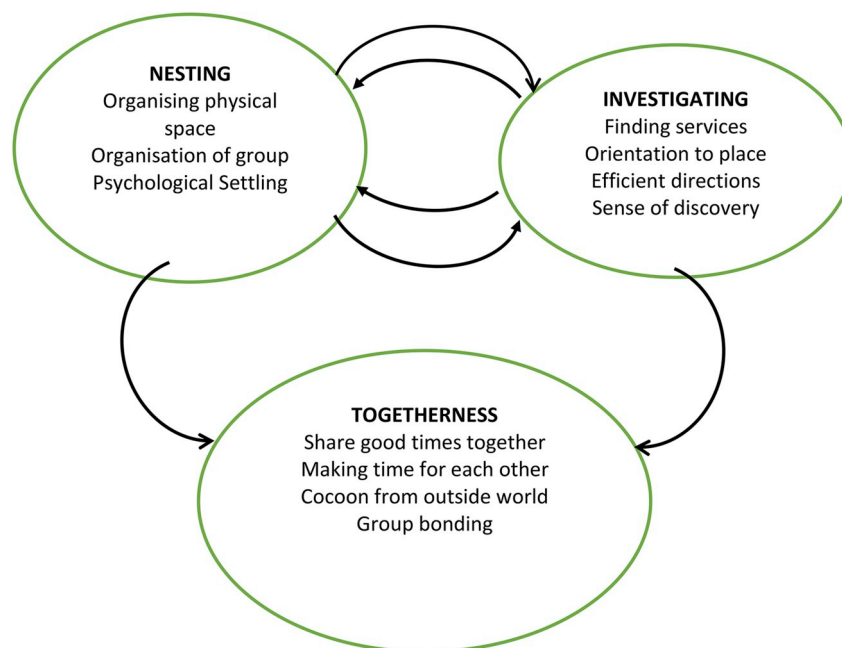 NESTING
Organising physical
space
Organisation of group
Psychological Settling
INVESTIGATING
Finding services
Orientation to place
Efficient directions
Sense of discovery
TOGETHERNESS
Share good times together
Making time for each other
Cocoon from outside world
Group bonding